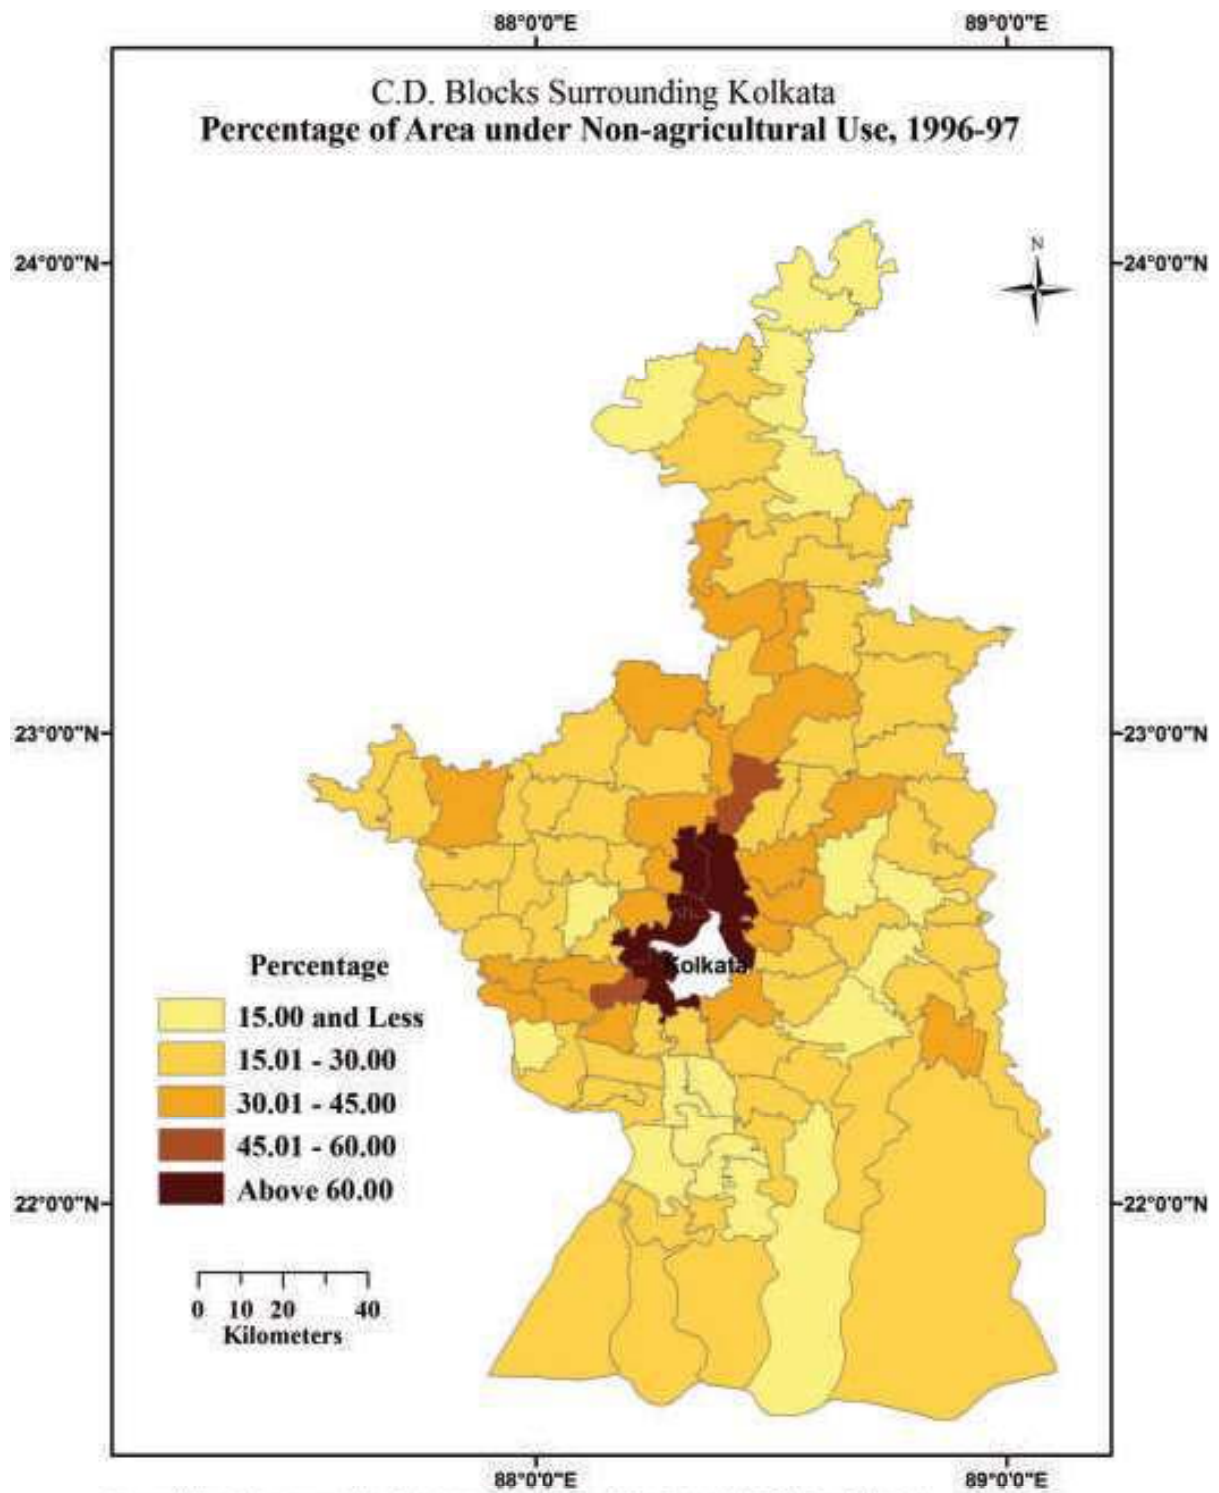 88°0'0"E 89°0'0"E
C.D. Blocks Surrounding Kolkata
Percentage of Area under Non-agricultural Use, 1996-97
N
24°0'0"N 24°0'0"N
23°0'0"N 23°0'0"N
Kolkata
Percentage
15.00 and Less
15.01 - 30.00
30.01 - 45.00
45.01 - 60.00
Above 60.00
22°0'0"N 22°0'0"N
0 10 20 40
Kilometers
88°0'0"E 89°0'0"E